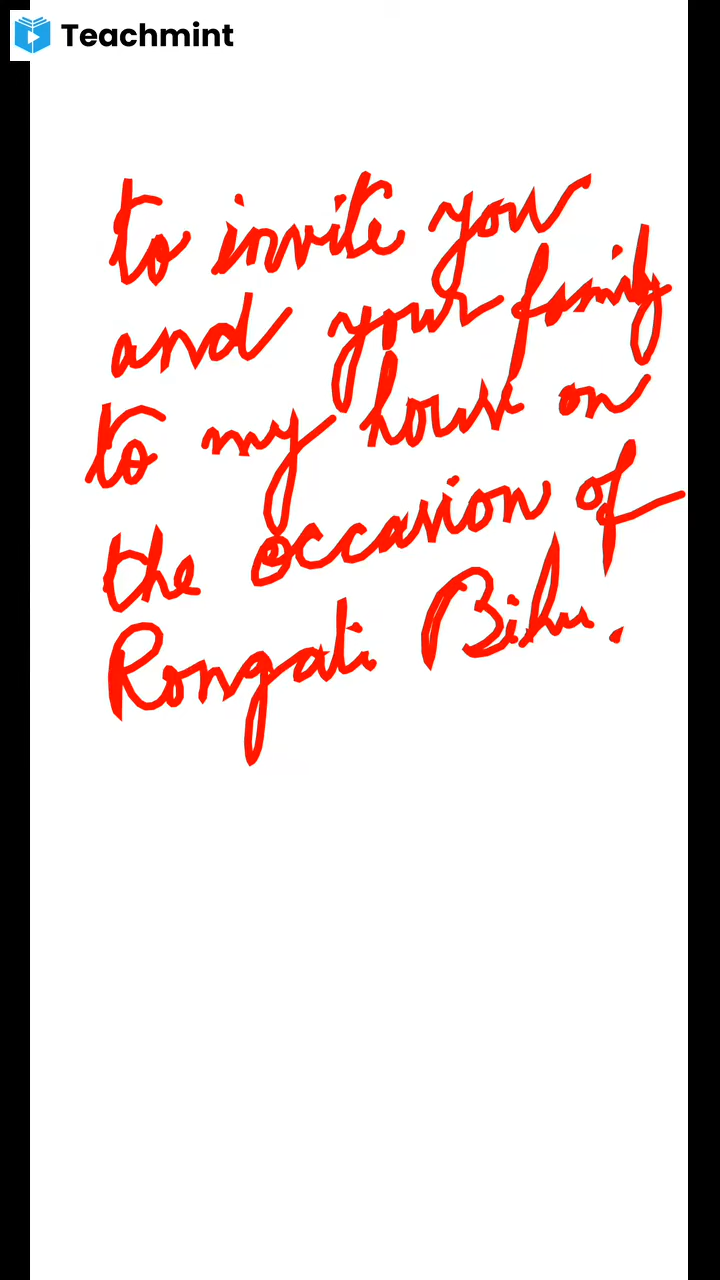 Teachmint
to invite you
and your family
to my house on
the occasion of
Rongali Bihu.